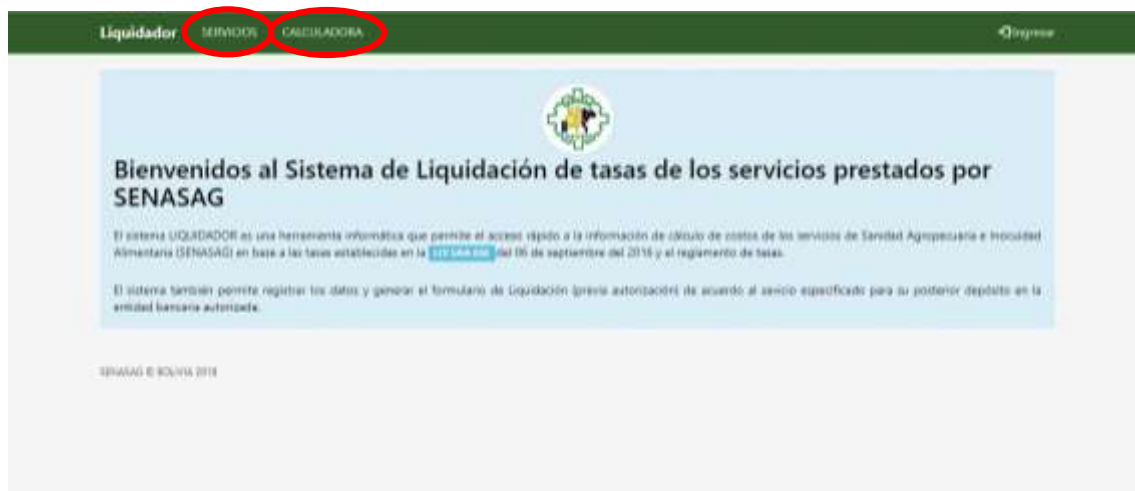 Liquidador SERVICIOS CALCULADORA Ingresar
Bienvenidos al Sistema de Liquidación de tasas de los servicios prestados por
SENASAG
El sistema LIQUIDADOR es una herramienta informática que permite el acceso rápido a la información de cálculo de costos de los servicios de Sanidad Agropecuaria e Inocuidad
Alimentaria (SENASAG) en base a las tasas establecidas en la del 06 de septiembre del 2016 y el reglamento de tasas.
El sistema también permite registrar los datos y generar el formulario de Liquidación (previa autorización) de acuerdo al servicio especificado para su posterior depósito en la
entidad bancaria autorizada.
SENASAG © BOLIVIA 2018